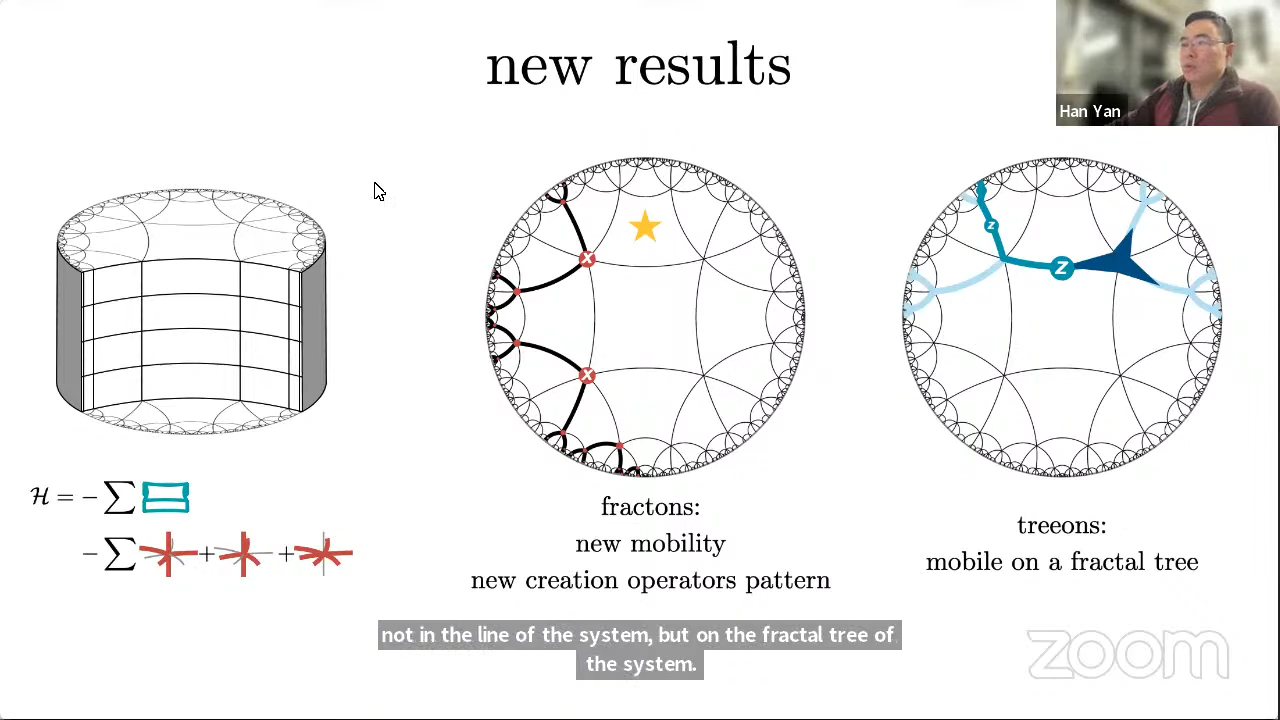 new results
Han Yan
X
X
z
Z
ℋ = − ∑
− ∑ + +
fractons:
new mobility
new creation operators pattern
treeons:
mobile on a fractal tree
not in the line of the system, but on the fractal tree of
the system.
zoom